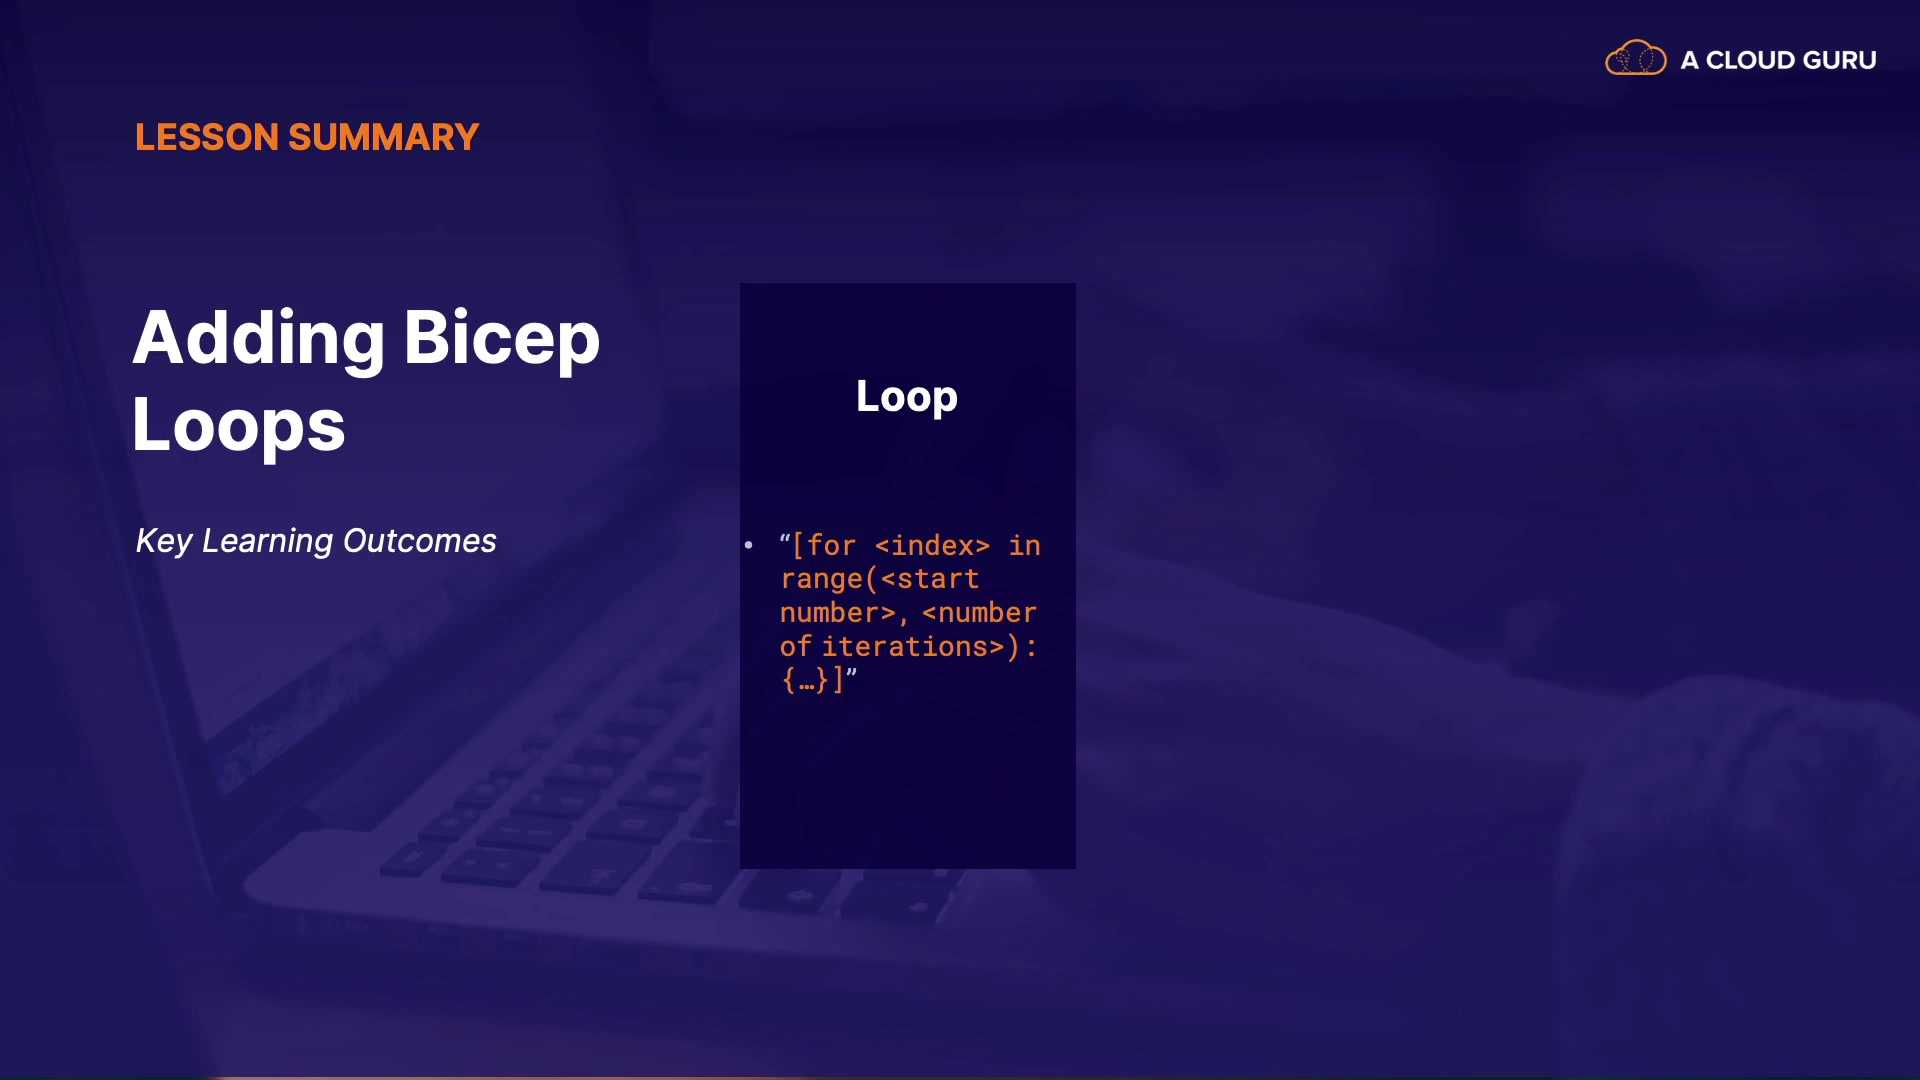 A CLOUD GURU
LESSON SUMMARY
Adding Bicep
Loops
Key Learning Outcomes
Loop
• “[for <index> in
range(<start
number>, <number
of iterations>):
{…}]”